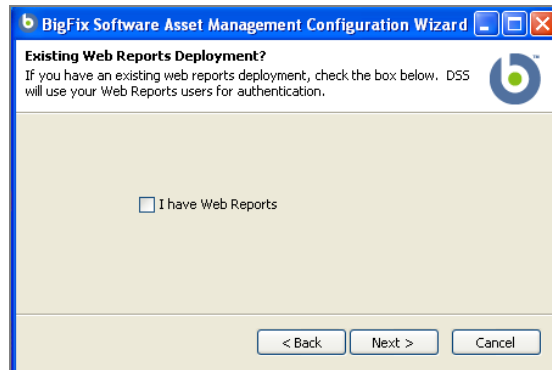 BigFix Software Asset Management Configuration Wizard
Existing Web Reports Deployment?
If you have an existing web reports deployment, check the box below. DSS
will use your Web Reports users for authentication.
I have Web Reports
< Back Next > Cancel